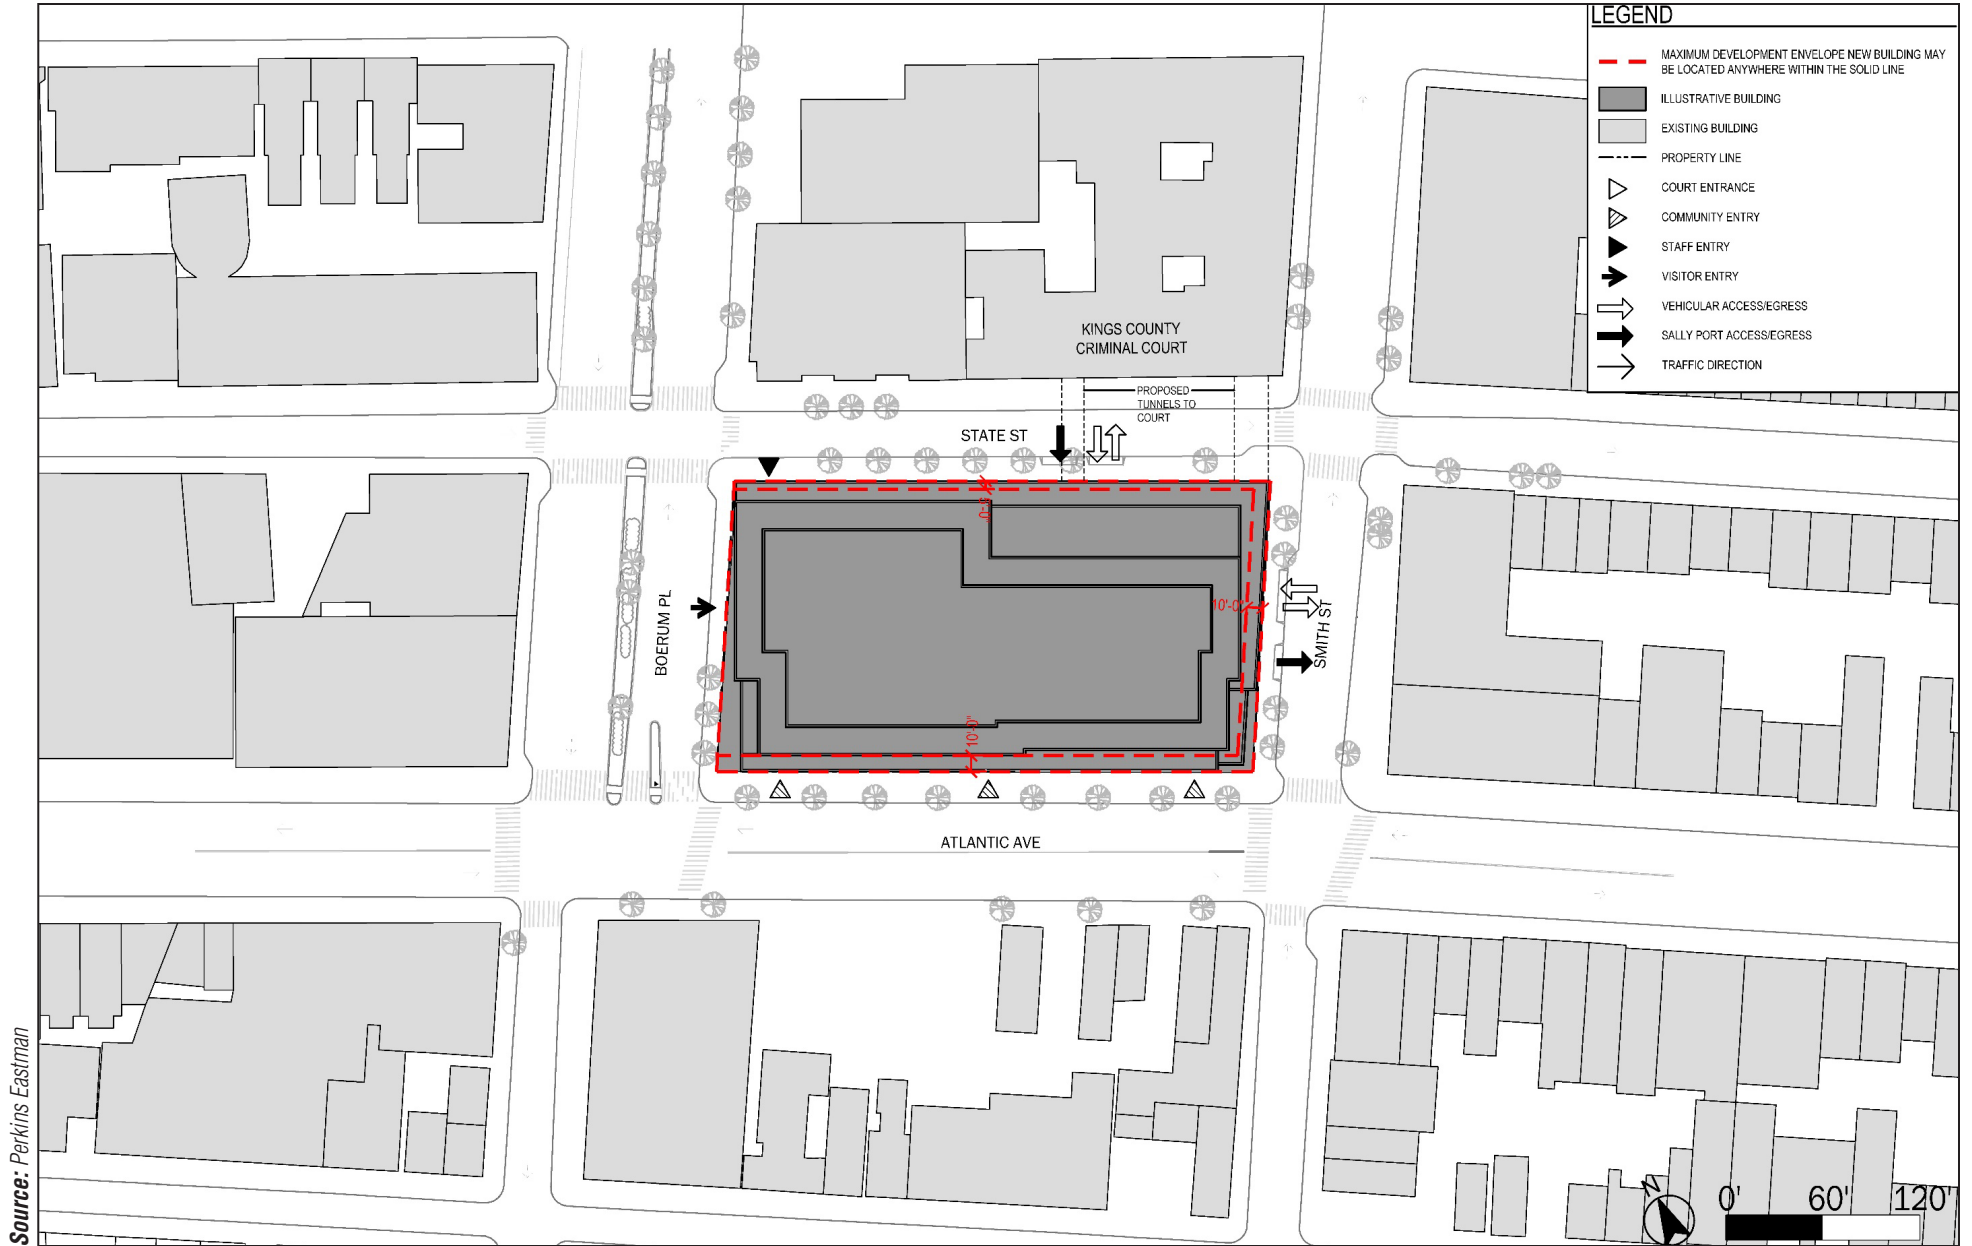 LEGEND
MAXIMUM DEVELOPMENT ENVELOPE NEW BUILDING MAY
BE LOCATED ANYWHERE WITHIN THE SOLID LINE
ILLUSTRATIVE BUILDING
EXISTING BUILDING
PROPERTY LINE
COURT ENTRANCE
COMMUNITY ENTRY
STAFF ENTRY
VISITOR ENTRY
VEHICULAR ACCESS/EGRESS
SALLY PORT ACCESS/EGRESS
TRAFFIC DIRECTION
KINGS COUNTY
CRIMINAL COURT
PROPOSED
TUNNELS TO
COURT
STATE ST
BOERUM PL
10'-0"
SMITH ST
10'-0"
ATLANTIC AVE
N
0' 60' 120'
Source: Perkins Eastman